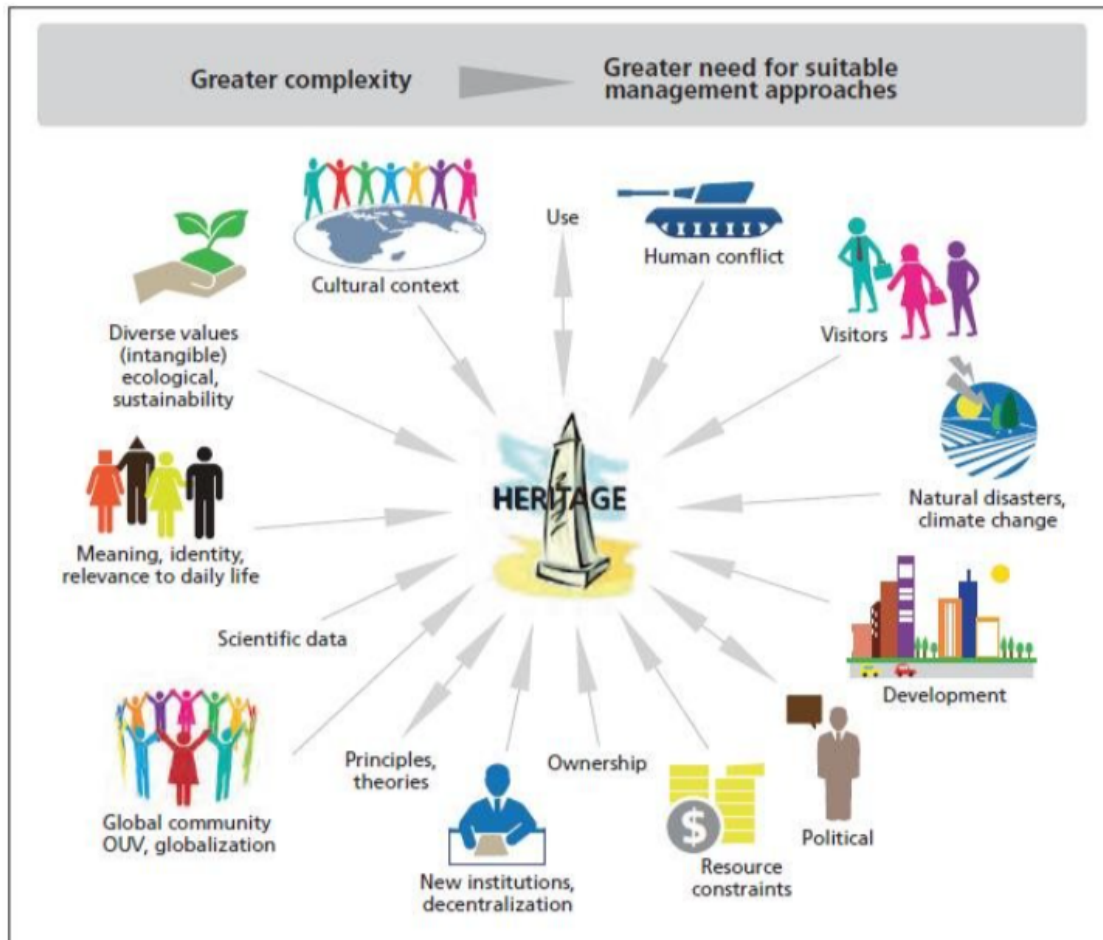 Greater complexity
Greater need for suitable
management approaches
Cultural context
Use
Human conflict
Visitors
Diverse values
(intangible)
ecological,
sustainability
HERITAGE
Natural disasters,
climate change
Meaning, identity,
relevance to daily life
Scientific data
Development
Global community
OUV, globalization
Principles,
theories
Ownership
New institutions,
decentralization
$
Resource
constraints
Political